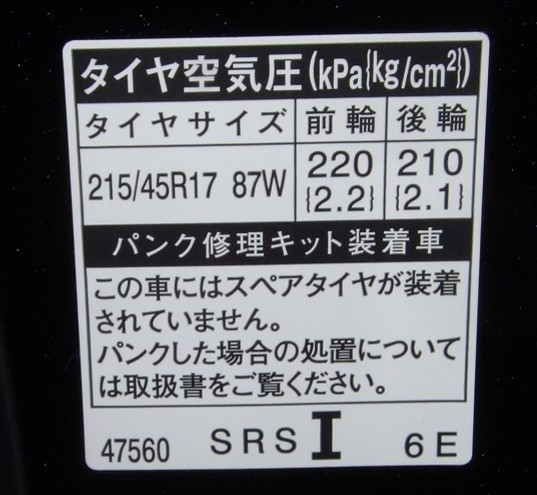 タイヤ空気圧(kPa{kg/cm²})
タイヤサイズ 前輪 後輪
215/45R17 87W 220 210
{2.2} {2.1}
パンク修理キット装着車
この車にはスペアタイヤが装着
されていません。
パンクした場合の処置について
は取扱書をご覧ください。
47560 SRS I 6E